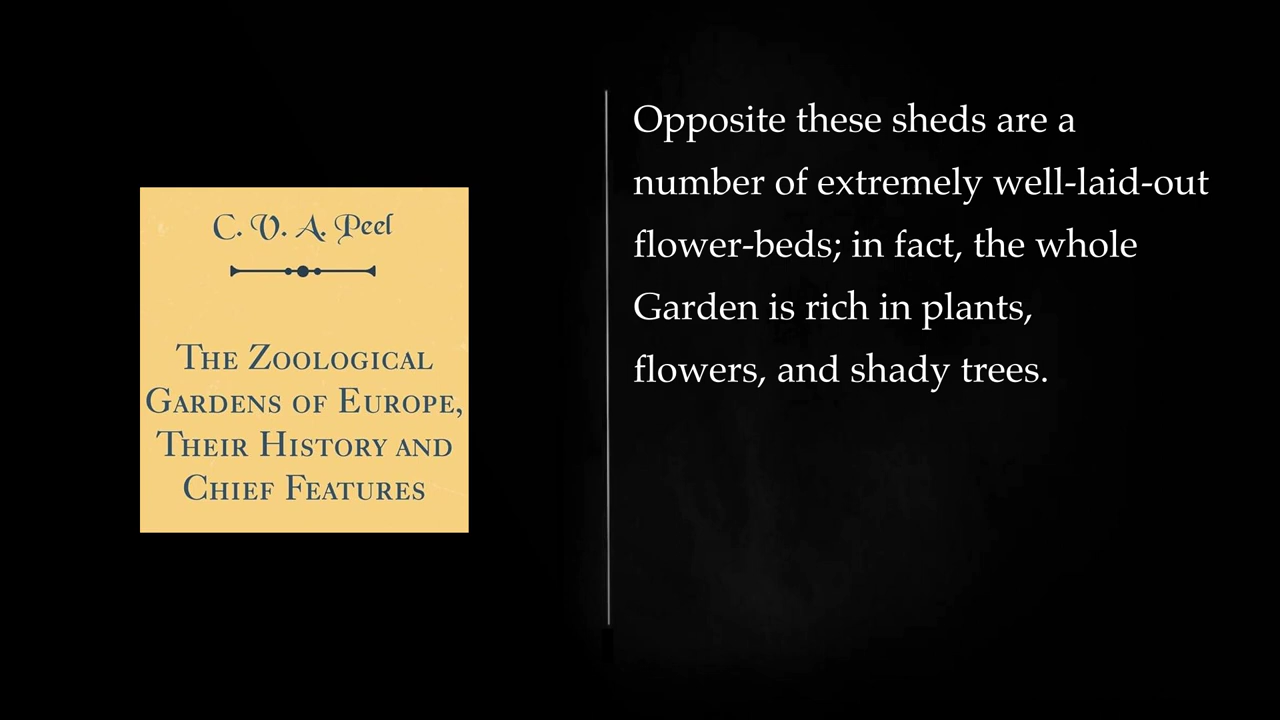 C. V. A. Peel
The Zoological
Gardens of Europe,
Their History and
Chief Features
Opposite these sheds are a
number of extremely well-laid-out
flower-beds; in fact, the whole
Garden is rich in plants,
flowers, and shady trees.